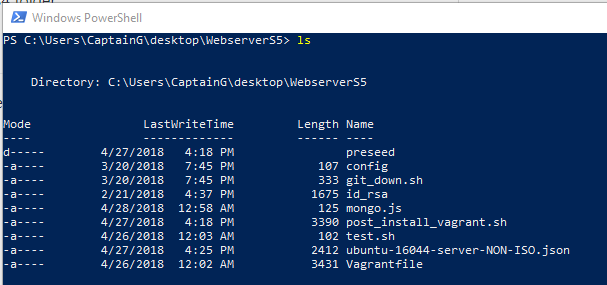 Windows PowerShell
PS C:\Users\CaptainG\desktop\WebserverS5> ls
Directory: C:\Users\CaptainG\desktop\WebserverS5
Mode LastWriteTime Length Name
---- ------------- ------ ----
d----- 4/27/2018 4:18 PM preseed
-a---- 3/20/2018 7:45 PM 107 config
-a---- 3/20/2018 7:45 PM 333 git_down.sh
-a---- 2/21/2018 4:37 PM 1675 id_rsa
-a---- 4/28/2018 12:58 AM 125 mongo.js
-a---- 4/27/2018 4:18 PM 3390 post_install_vagrant.sh
-a---- 4/26/2018 12:03 AM 102 test.sh
-a---- 4/27/2018 4:25 PM 2412 ubuntu-16044-server-NON-ISO.json
-a---- 4/26/2018 12:02 AM 3431 Vagrantfile